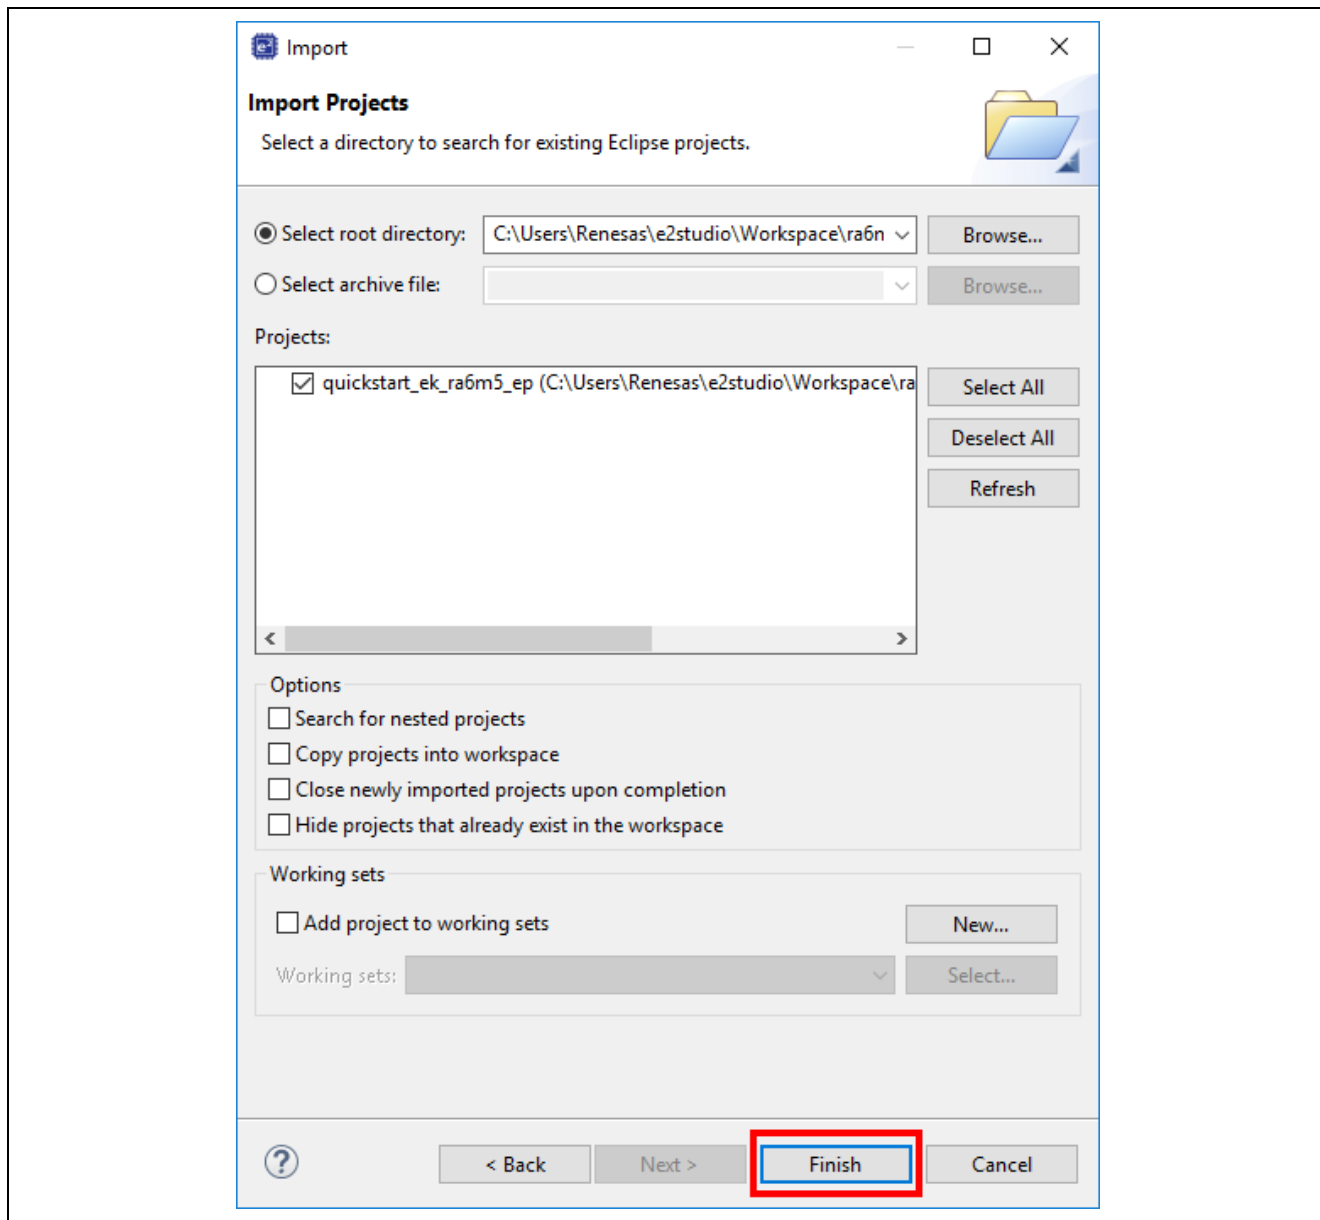 e² Import
Import Projects
Select a directory to search for existing Eclipse projects.
Select root directory: C:\Users\Renesas\e2studio\Workspace\ra6n Browse...
Select archive file: Browse...
Projects:
quickstart_ek_ra6m5_ep (C:\Users\Renesas\e2studio\Workspace\ra Select All
Deselect All
Refresh
Options
Search for nested projects
Copy projects into workspace
Close newly imported projects upon completion
Hide projects that already exist in the workspace
Working sets
Add project to working sets New...
Working sets: Select...
? < Back Next > Finish Cancel